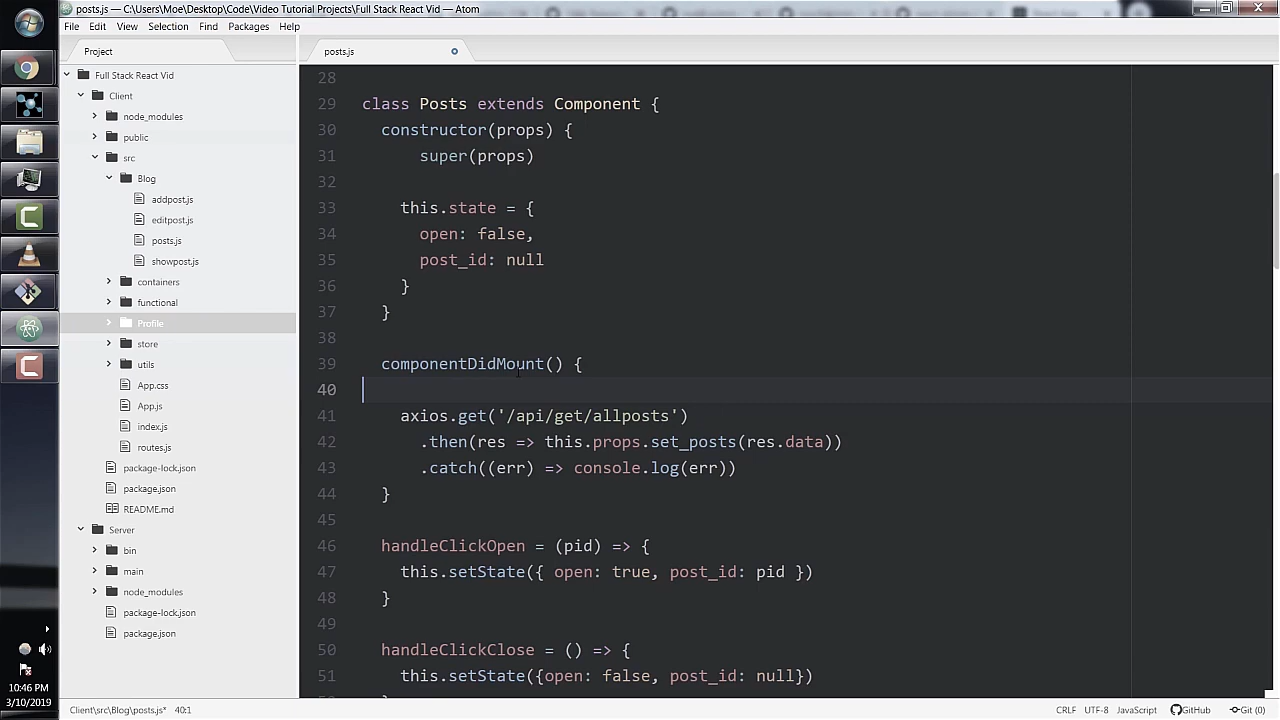 posts.js — C:\Users\Moe\Desktop\Code\Video Tutorial Projects\Full Stack React Vid — Atom
File Edit View Selection Find Packages Help
Project
posts.js
Full Stack React Vid
Client
node_modules
public
src
Blog
addpost.js
editpost.js
posts.js
showpost.js
containers
functional
Profile
store
utils
App.css
App.js
index.js
routes.js
package-lock.json
package.json
README.md
Server
bin
main
node_modules
package-lock.json
package.json
28
29 class Posts extends Component {
30 constructor(props) {
31 super(props)
32
33 this.state = {
34 open: false,
35 post_id: null
36 }
37 }
38
39 componentDidMount() {
40
41 axios.get('/api/get/allposts')
42 .then(res => this.props.set_posts(res.data))
43 .catch((err) => console.log(err))
44 }
45
46 handleClickOpen = (pid) => {
47 this.setState({ open: true, post_id: pid })
48 }
49
50 handleClickClose = () => {
51 this.setState({open: false, post_id: null})
10:46 PM
3/10/2019
Client\src\Blog\posts.js* 40:1
CRLF UTF-8 JavaScript GitHub Git (0)